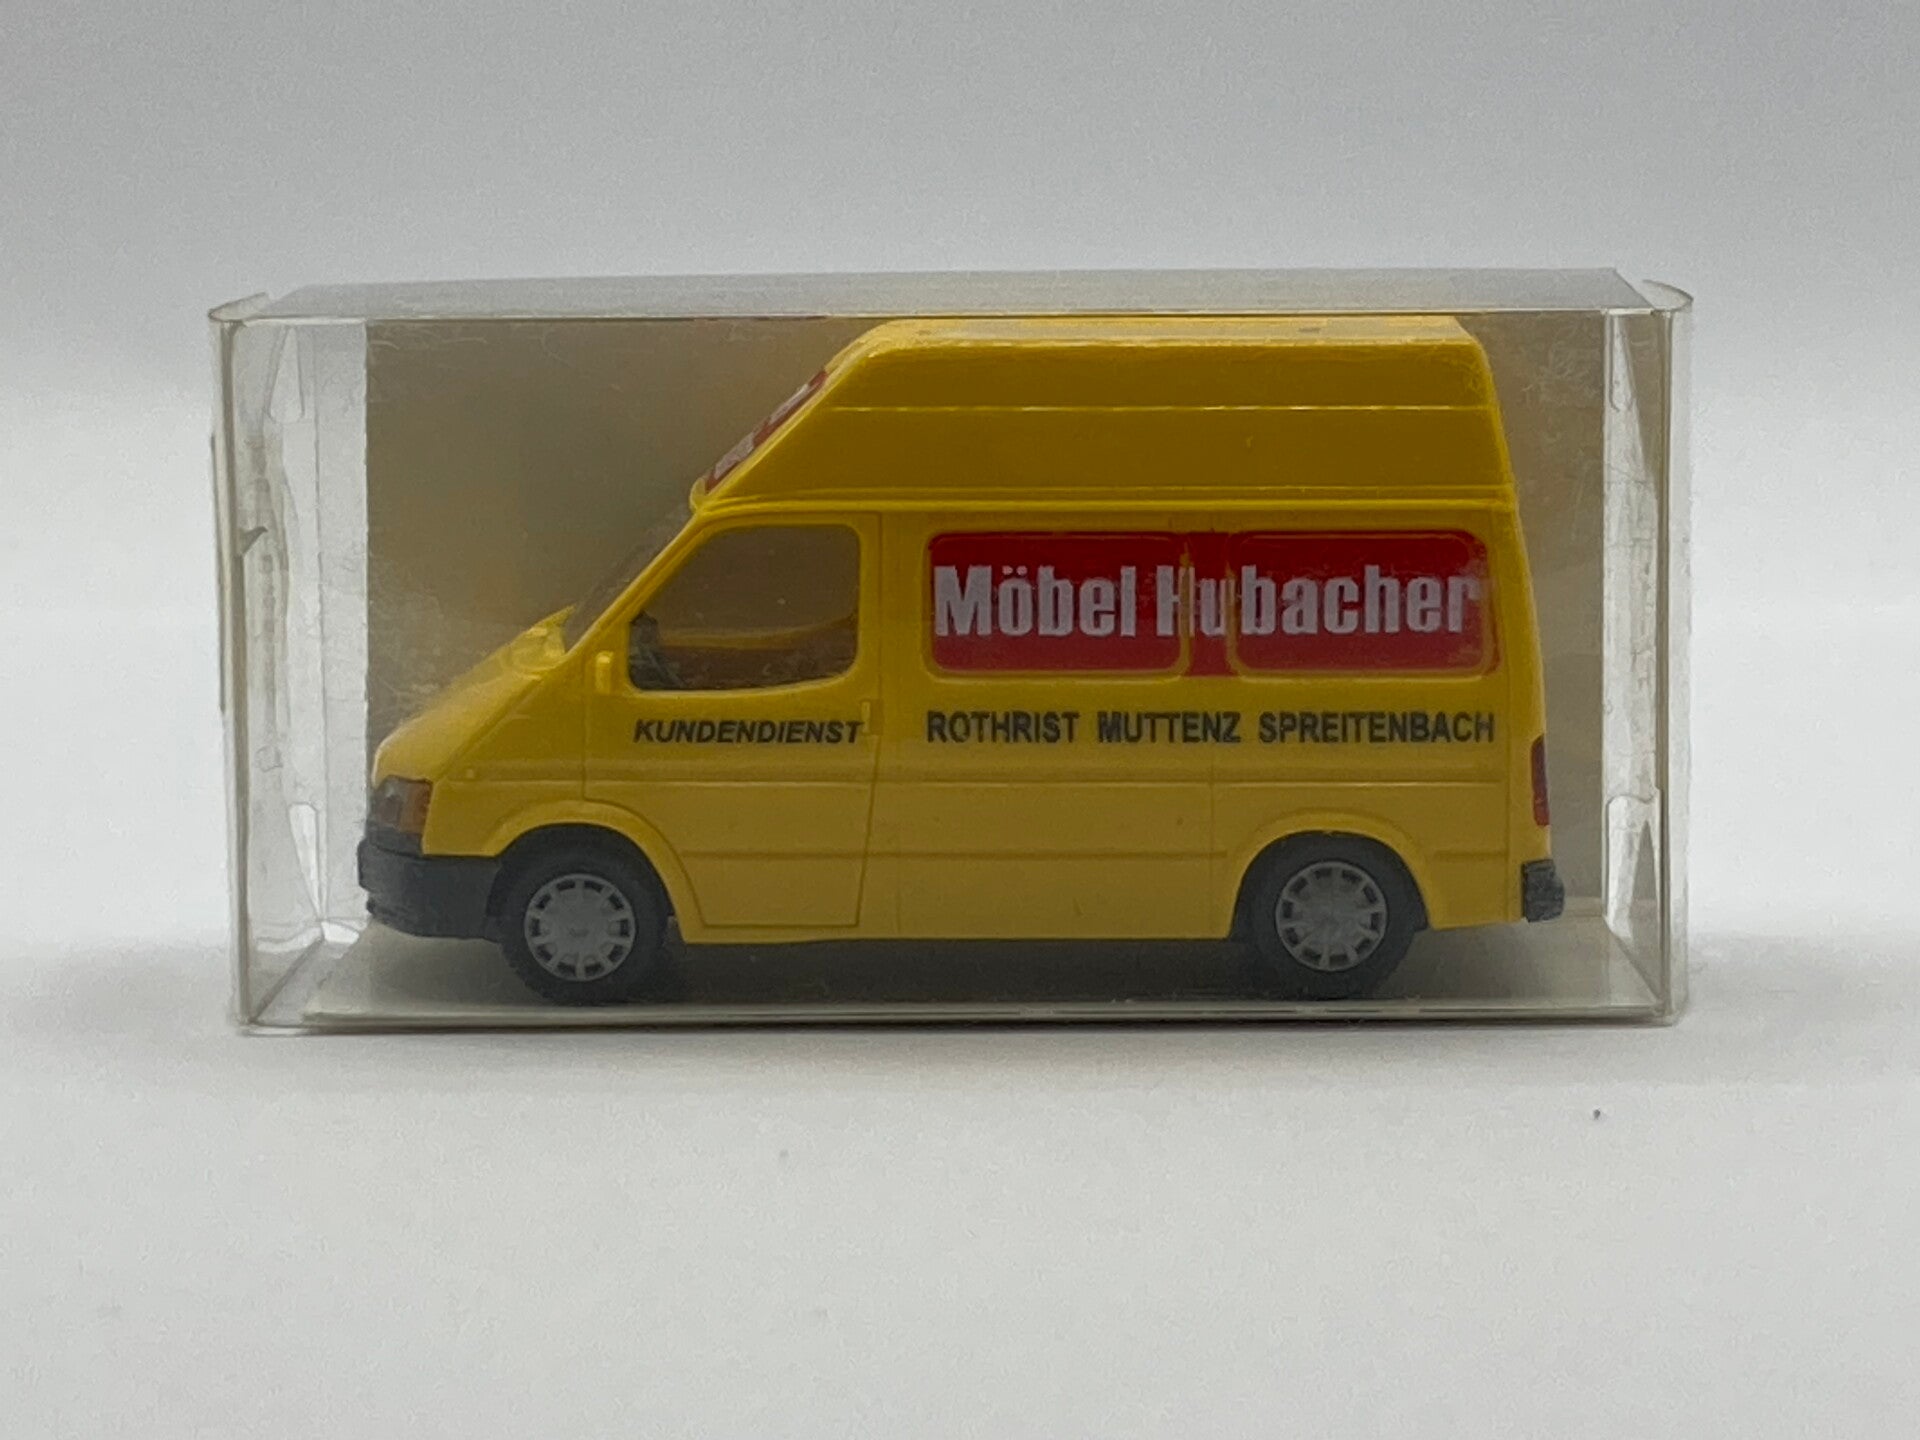 Möbel Hubacher
KUNDENDIENST
ROTHRIST MUTTENZ SPREITENBACH